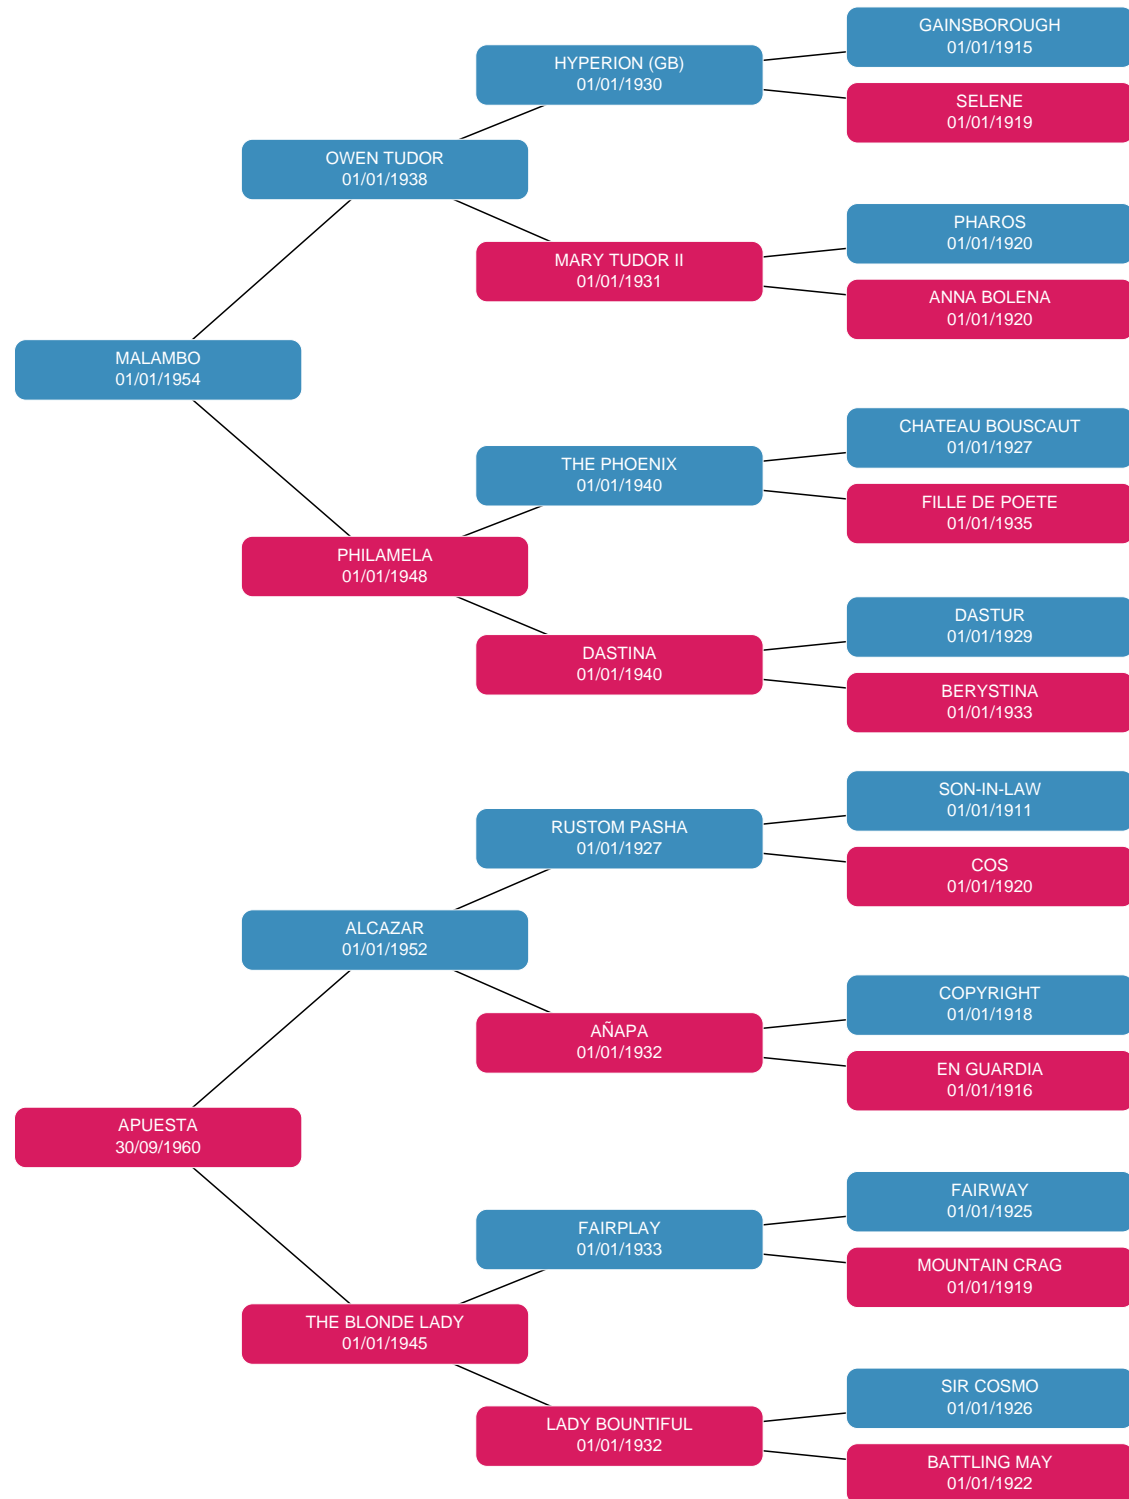 GAINSBOROUGH
01/01/1915
HYPERION (GB)
01/01/1930
SELENE
01/01/1919
OWEN TUDOR
01/01/1938
PHAROS
01/01/1920
MARY TUDOR II
01/01/1931
ANNA BOLENA
01/01/1920
MALAMBO
01/01/1954
CHATEAU BOUSCAUT
01/01/1927
THE PHOENIX
01/01/1940
FILLE DE POETE
01/01/1935
PHILAMELA
01/01/1948
DASTUR
01/01/1929
DASTINA
01/01/1940
BERYSTINA
01/01/1933
SON-IN-LAW
01/01/1911
RUSTOM PASHA
01/01/1927
COS
01/01/1920
ALCAZAR
01/01/1952
COPYRIGHT
01/01/1918
AÑAPA
01/01/1932
EN GUARDIA
01/01/1916
APUESTA
30/09/1960
FAIRWAY
01/01/1925
FAIRPLAY
01/01/1933
MOUNTAIN CRAG
01/01/1919
THE BLONDE LADY
01/01/1945
SIR COSMO
01/01/1926
LADY BOUNTIFUL
01/01/1932
BATTLING MAY
01/01/1922